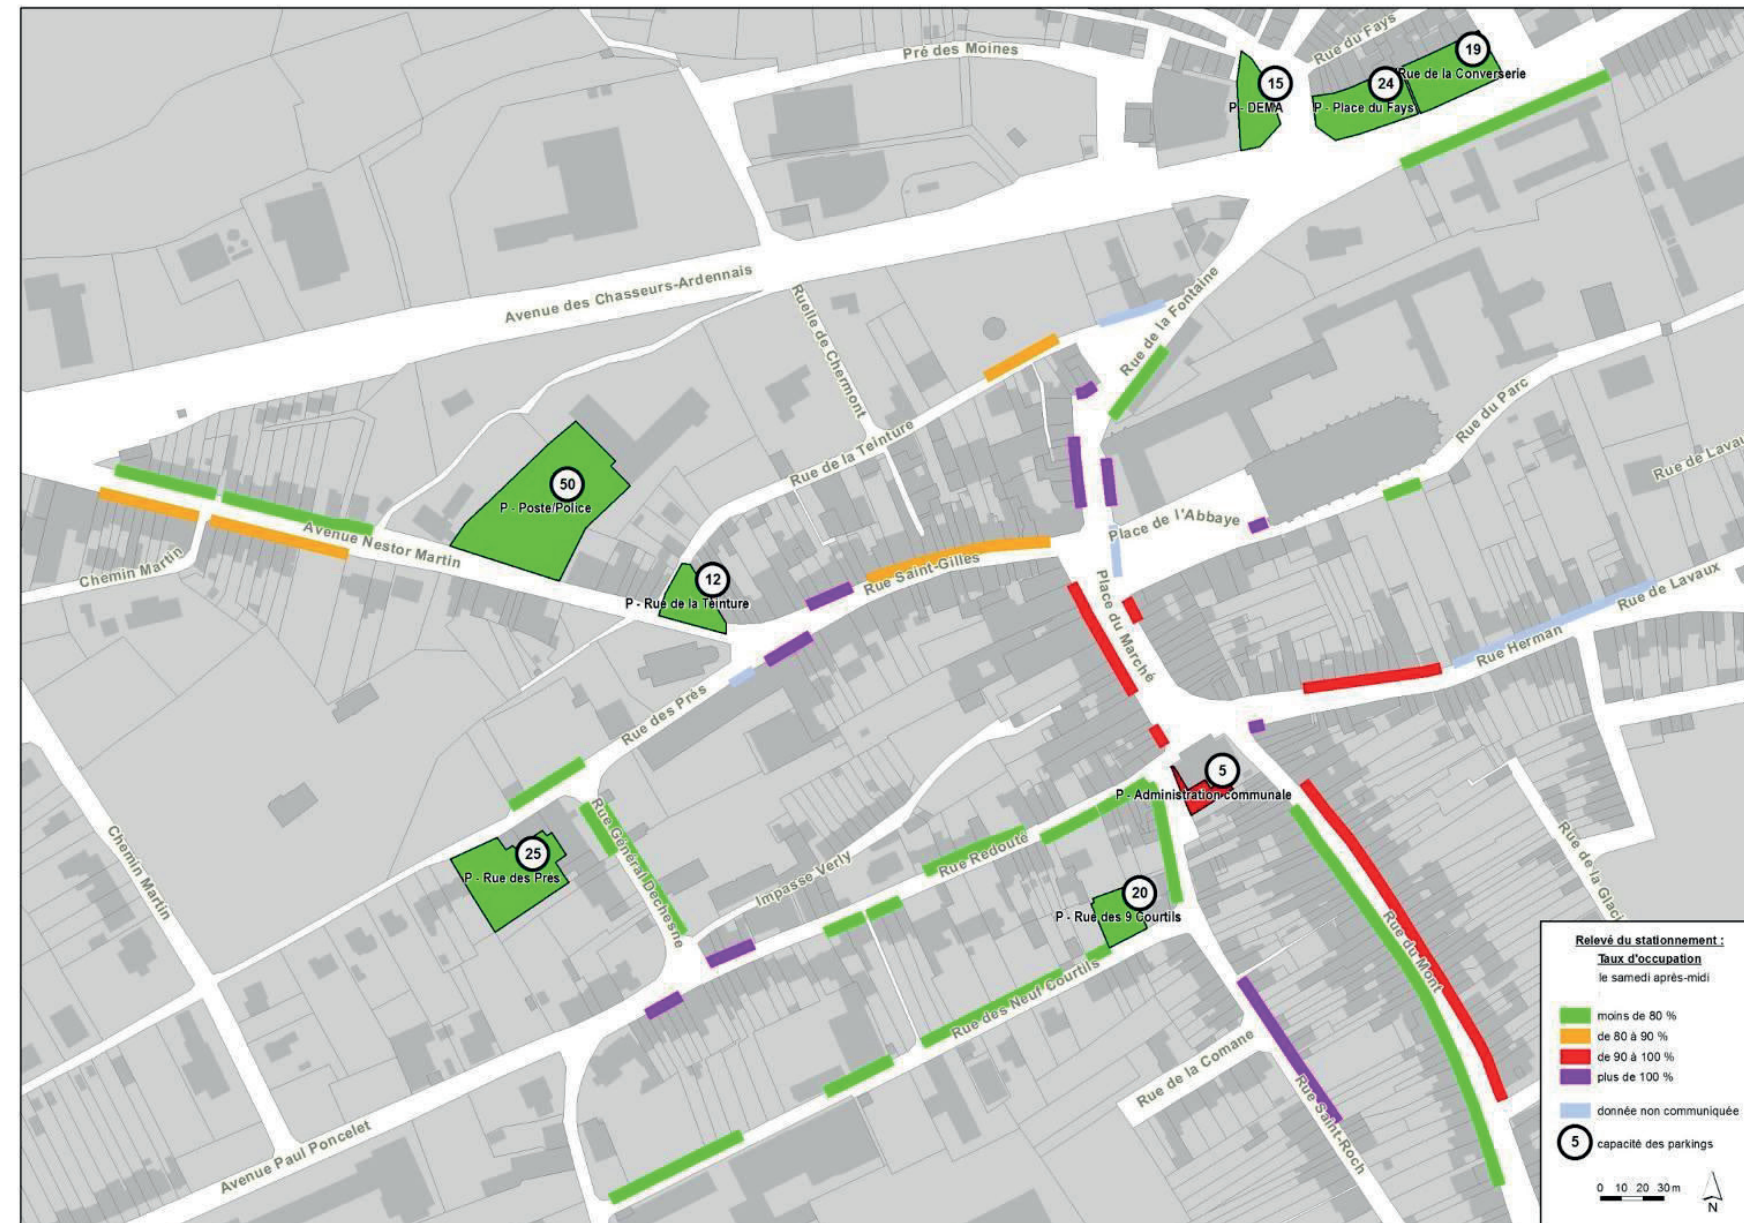 Pré des Moines
Rue du Fays
19
Rue de la Converserie
15
P - DEMA
24
P - Place du Fays
Avenue des Chasseurs-Ardennais
Ruelle de Chermont
Rue de la Fontaine
Rue du Parc
Rue de Lavaux
Rue de la Teinture
50
P - Poste/Police
Place de l'Abbaye
Avenue Nestor Martin
Chemin Martin
12
P - Rue de la Teinture
Rue Saint-Gilles
Place du Marché
Rue de Lavaux
Rue Herman
Rue des Prés
5
P - Administration communale
Chemin Martin
Rue Général Dechesne
25
P - Rue des Prés
Impasse Verly
Rue Redouté
20
P - Rue des 9 Courtils
Rue de la Glaci
Rue du Mont
Rue des Neuf Courtils
Rue de la Comane
Rue Saint-Roch
Avenue Paul Poncelet
Relevé du stationnement :
Taux d'occupation
le samedi après-midi
moins de 80 %
de 80 à 90 %
de 90 à 100 %
plus de 100 %
donnée non communiquée
5 capacité des parkings
0 10 20 30 m
N